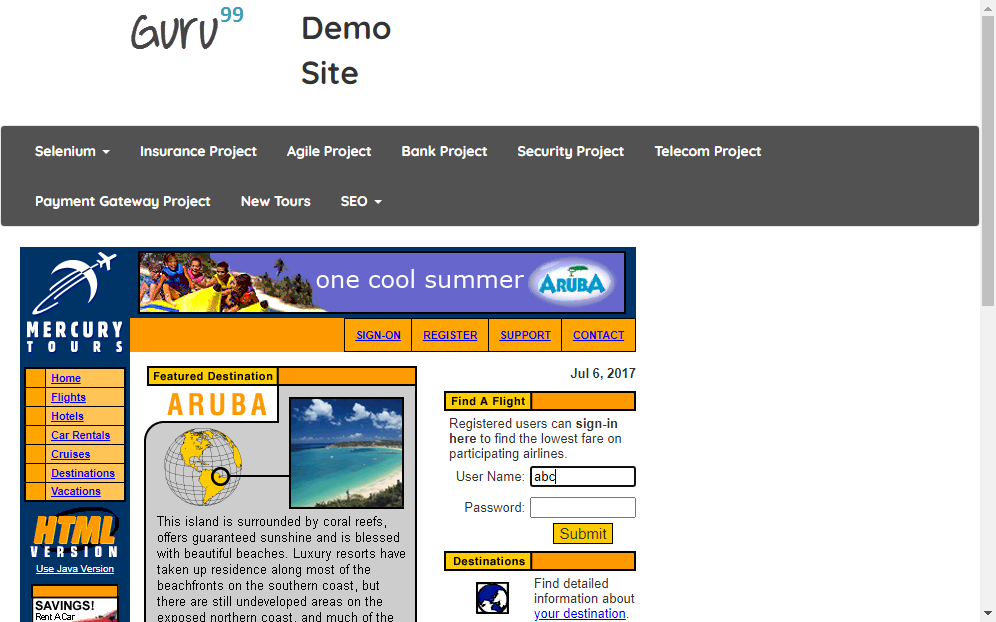 Guru99
Demo
Site
Selenium
Insurance Project
Agile Project
Bank Project
Security Project
Telecom Project
Payment Gateway Project
New Tours
SEO
one cool summer
ARUBA
MERCURY
TOURS
SIGN-ON
REGISTER
SUPPORT
CONTACT
Home
Flights
Hotels
Car Rentals
Cruises
Destinations
Vacations
HTML
VERSION
Use Java Version
SAVINGS!
Rent A Car
Featured Destination
ARUBA
This island is surrounded by coral reefs,
offers guaranteed sunshine and is blessed
with beautiful beaches. Luxury resorts have
taken up residence along most of the
beachfronts on the southern coast, but
there are still undeveloped areas on the
exposed northern coast, and much of the
Jul 6, 2017
Find A Flight
Registered users can sign-in
here to find the lowest fare on
participating airlines.
User Name: abc
Password:
Submit
Destinations
Find detailed
information about
your destination.